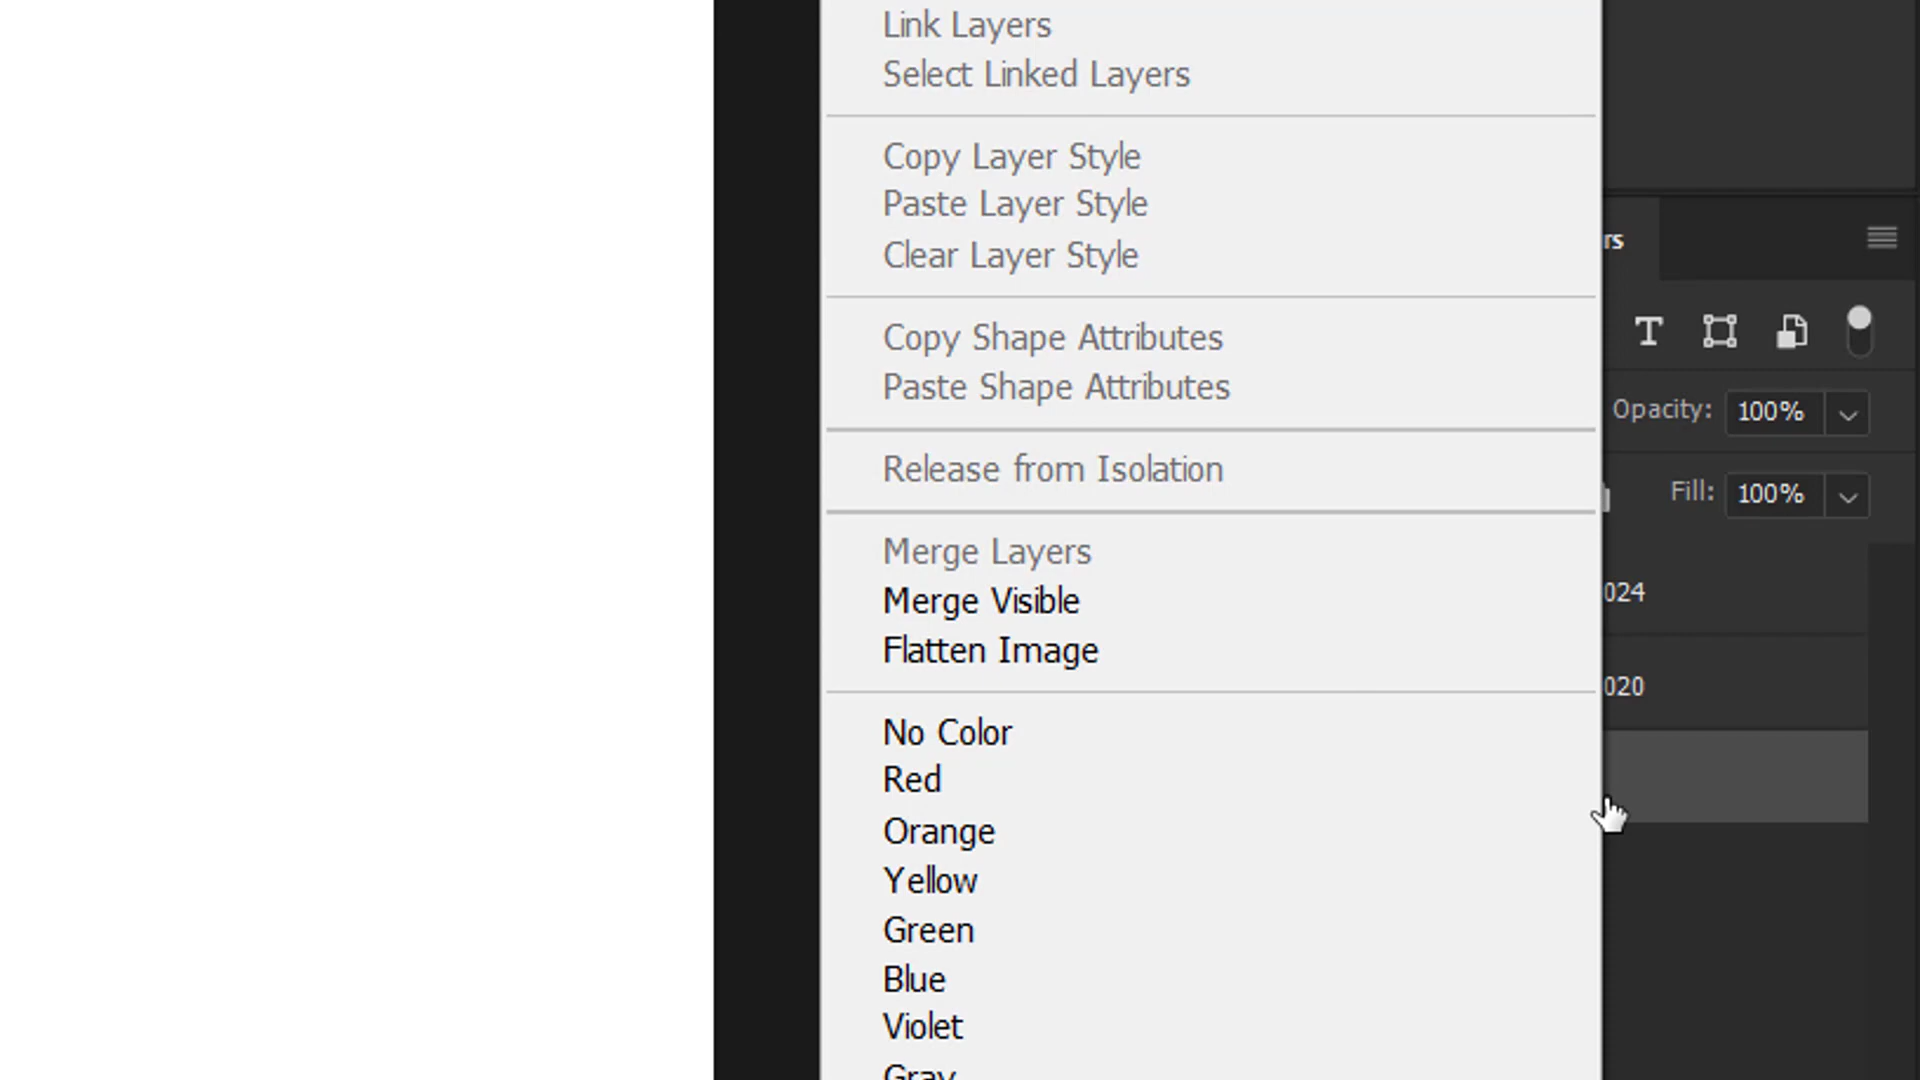 Link Layers
Select Linked Layers
Copy Layer Style
Paste Layer Style
Clear Layer Style
Copy Shape Attributes
Paste Shape Attributes
Release from Isolation
Merge Layers
Merge Visible
Flatten Image
No Color
Red
Orange
Yellow
Green
Blue
Violet
Gray
rs
T
Opacity: 100%
Fill: 100%
024
020